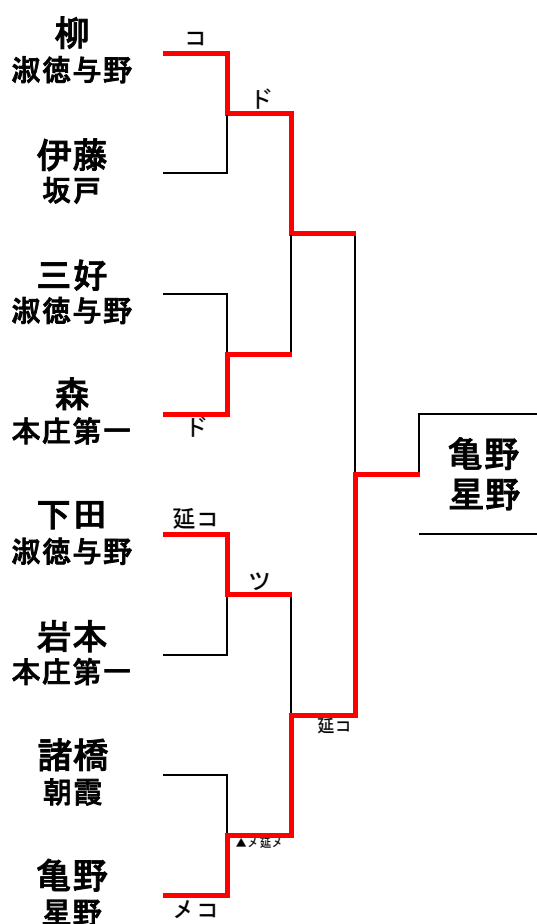 柳
淑徳与野
コ
ド
伊藤
坂戸
三好
淑徳与野
森
本庄第一
ド
下田
淑徳与野
延コ
ツ
岩本
本庄第一
諸橋
朝霞
延コ
▲メ延メ
亀野
星野
メコ
亀野
星野